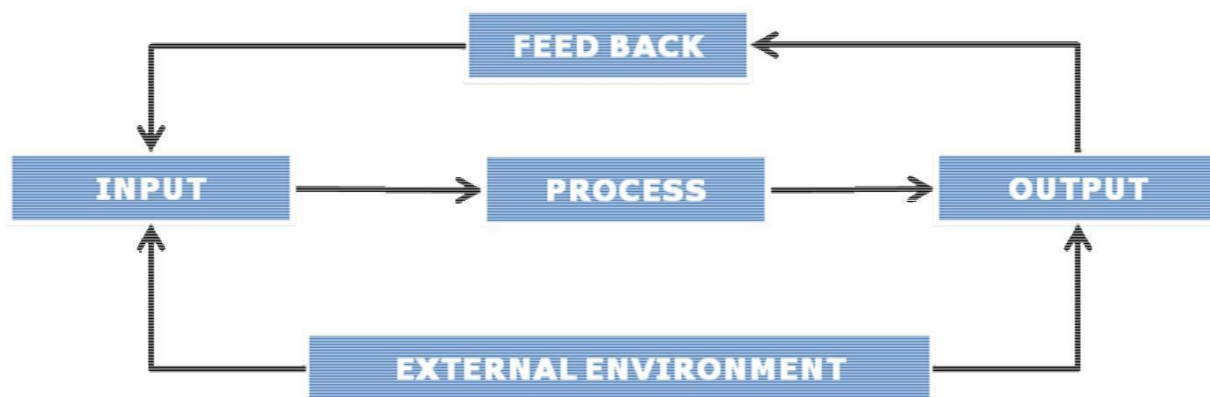 FEED BACK
INPUT
PROCESS
OUTPUT
EXTERNAL ENVIRONMENT